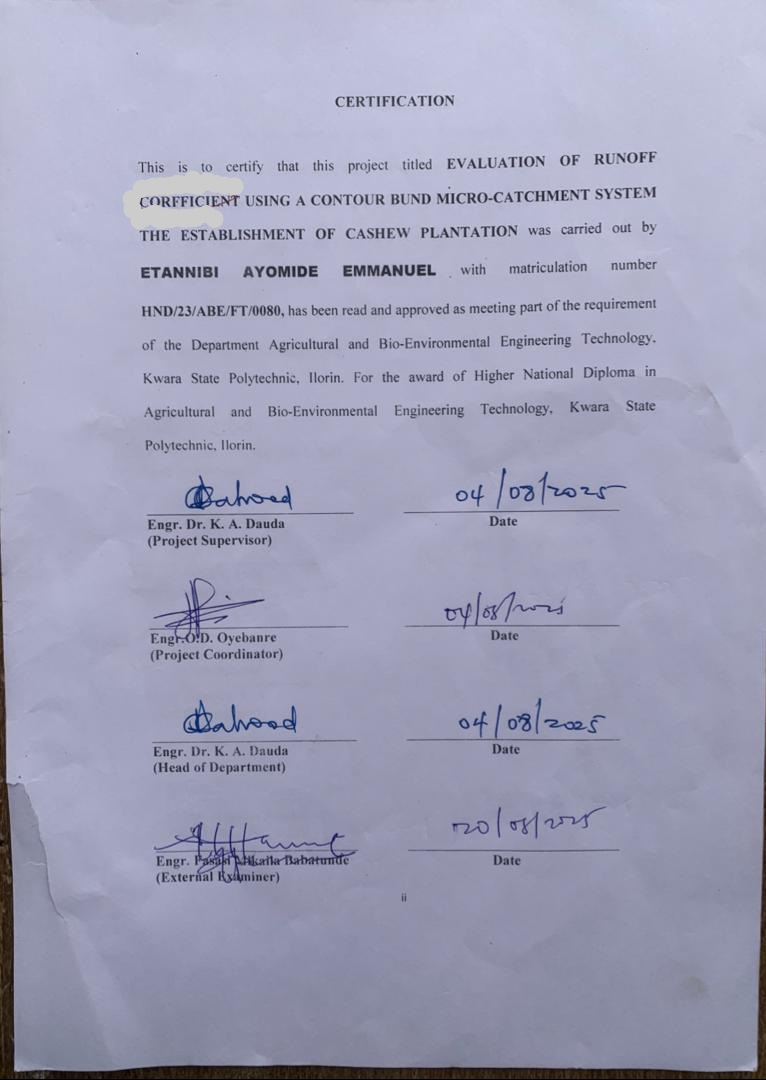 CERTIFICATION
This is to certify that this project titled EVALUATION OF RUNOFF
CORFFICIENT USING A CONTOUR BUND MICRO-CATCHMENT SYSTEM
THE ESTABLISHMENT OF CASHEW PLANTATION was carried out by
ETANNIBI AYOMIDE EMMANUEL with matriculation number
HND/23/ABE/FT/0080, has been read and approved as meeting part of the requirement
of the Department Agricultural and Bio-Environmental Engineering Technology,
Kwara State Polytechnic, Ilorin. For the award of Higher National Diploma in
Agricultural and Bio-Environmental Engineering Technology, Kwara State
Polytechnic, Ilorin.
04/08/2025
Engr. Dr. K. A. Dauda Date
(Project Supervisor)
04/08/2025
Engr.O.D. Oyebanre Date
(Project Coordinator)
04/08/2025
Engr. Dr. K. A. Dauda Date
(Head of Department)
20/08/2025
Engr. Mikaila Babatunde Date
(External Examiner)
ii